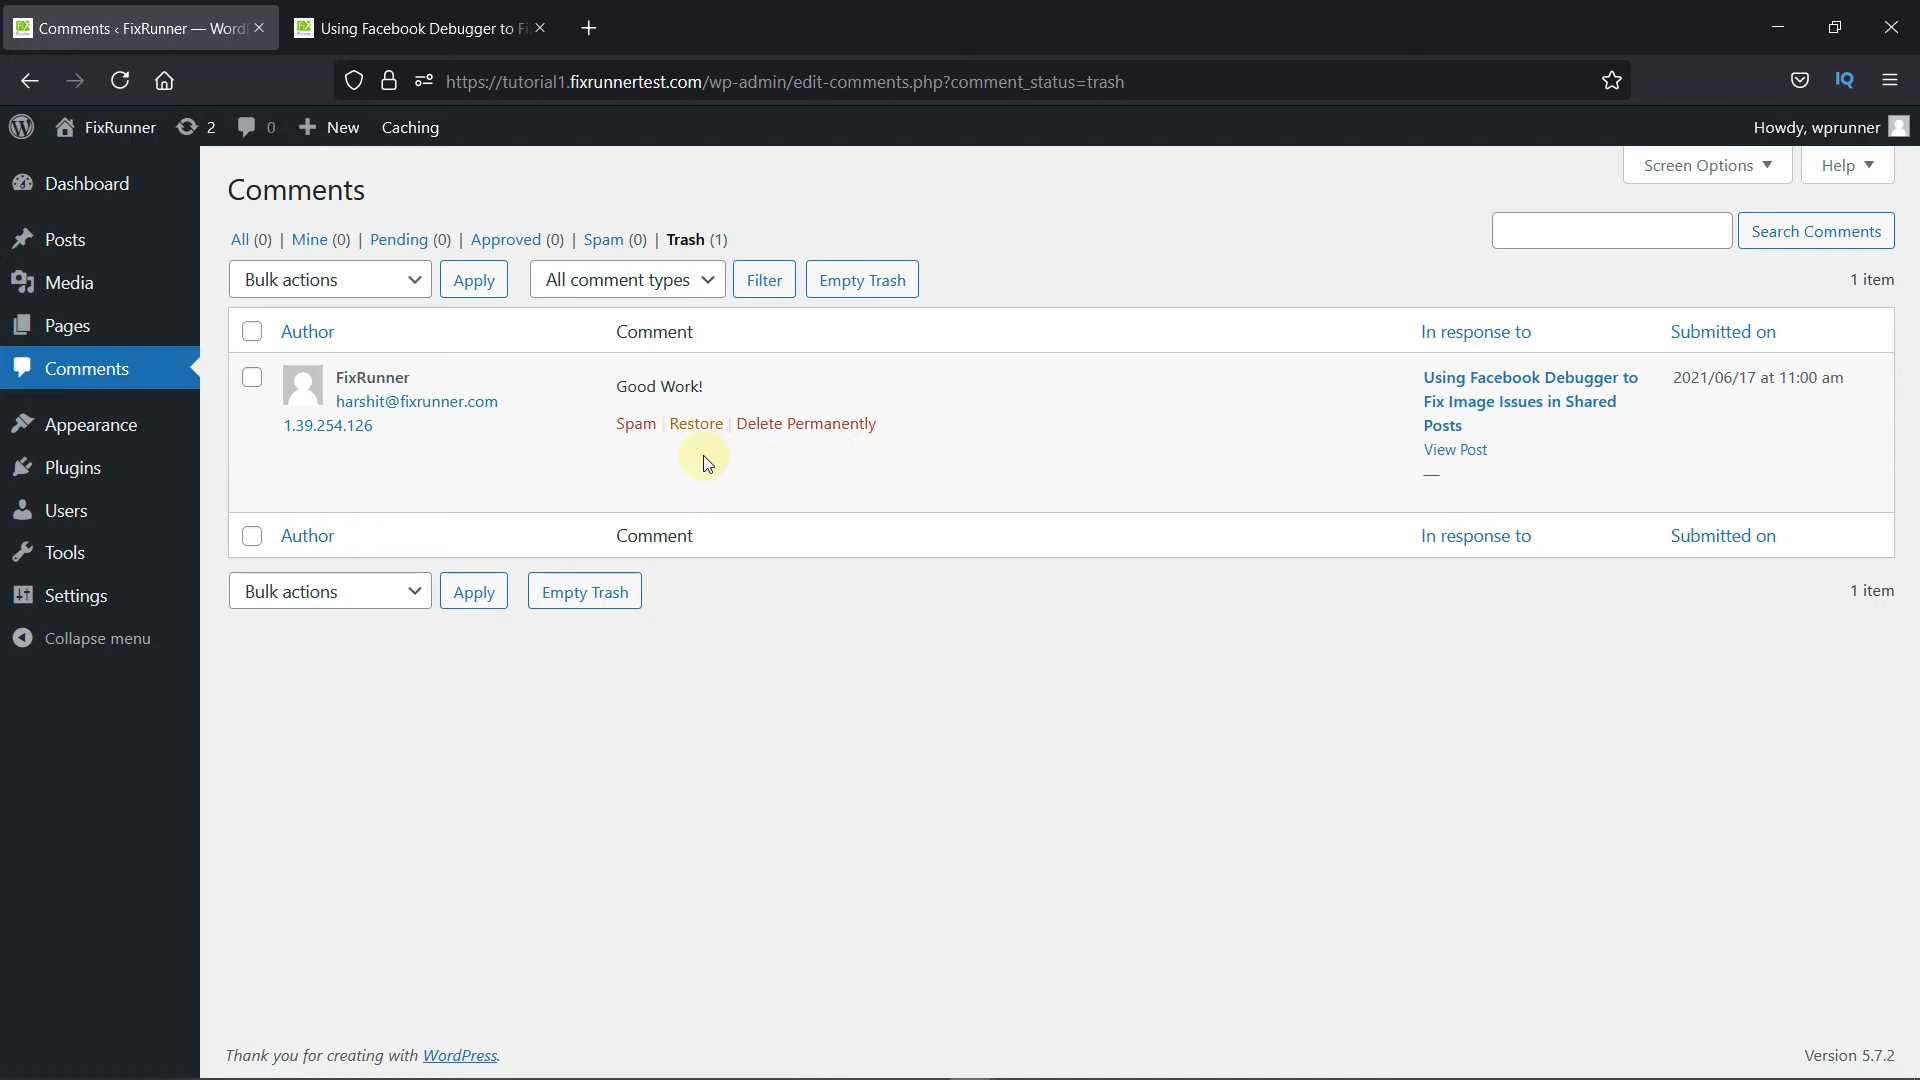 Comments ‹ FixRunner — Word
Using Facebook Debugger to Fi
https://tutorial1.fixrunnertest.com/wp-admin/edit-comments.php?comment_status=trash
IQ
FixRunner 2 0 New Caching Howdy, wprunner
Screen Options Help
Dashboard
Posts
Media
Pages
Comments
Appearance
Plugins
Users
Tools
Settings
Collapse menu
Comments
All (0) | Mine (0) | Pending (0) | Approved (0) | Spam (0) | Trash (1)
Search Comments
Bulk actions Apply All comment types Filter Empty Trash 1 item
Author Comment In response to Submitted on
FixRunner
harshit@fixrunner.com
1.39.254.126
Good Work!
Spam | Restore | Delete Permanently
Using Facebook Debugger to
Fix Image Issues in Shared
Posts
View Post
—
2021/06/17 at 11:00 am
Author Comment In response to Submitted on
Bulk actions Apply Empty Trash 1 item
Thank you for creating with WordPress. Version 5.7.2